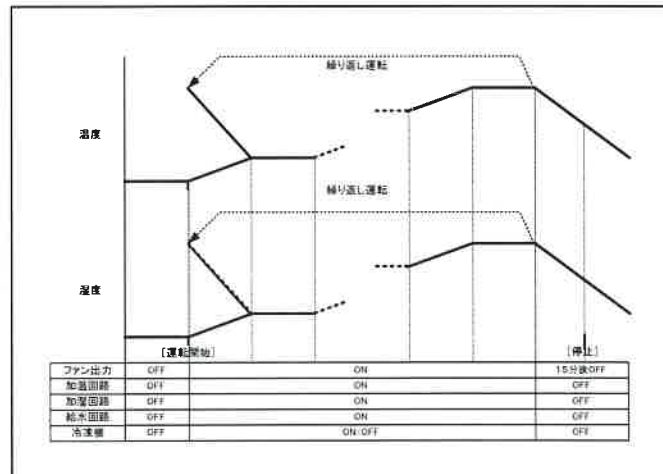 繰り返し運転
温度
繰り返し運転
湿度
[運転開始] [停止]
ファン出力 OFF ON 15分後OFF
加温回路 OFF ON OFF
加湿回路 OFF ON OFF
給水回路 OFF ON OFF
冷凍機 OFF ON/OFF OFF